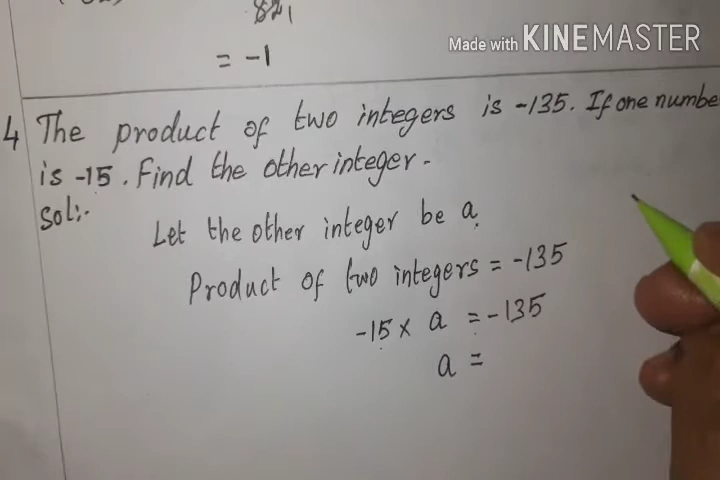 82,
= -1
Made with KINEMASTER
4 The product of two integers is -135. If one numbe
is -15. Find the other integer-
Sol:-
Let the other integer be a.
Product of two integers = -135
-15 x a = -135
a =